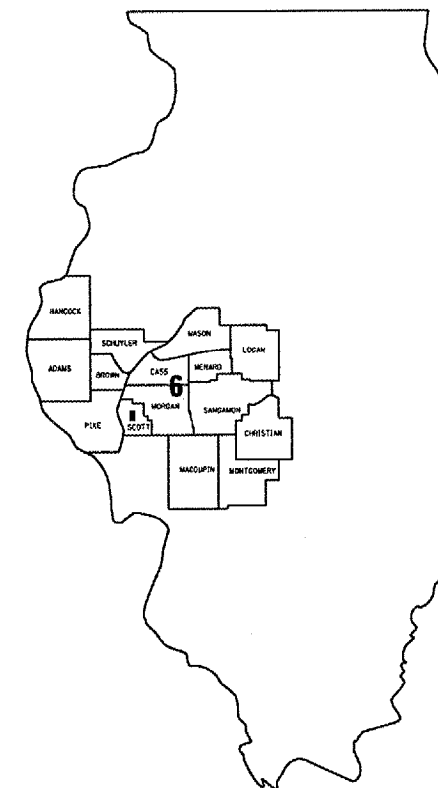 HANCOCK
MASON
SCHUYLER
LOGAN
ADAMS
BROWN
CASS
MENARD
6
MORGAN
SANGAMON
PIKE
SCOTT
CHRISTIAN
MACOUPIN
MONTGOMERY